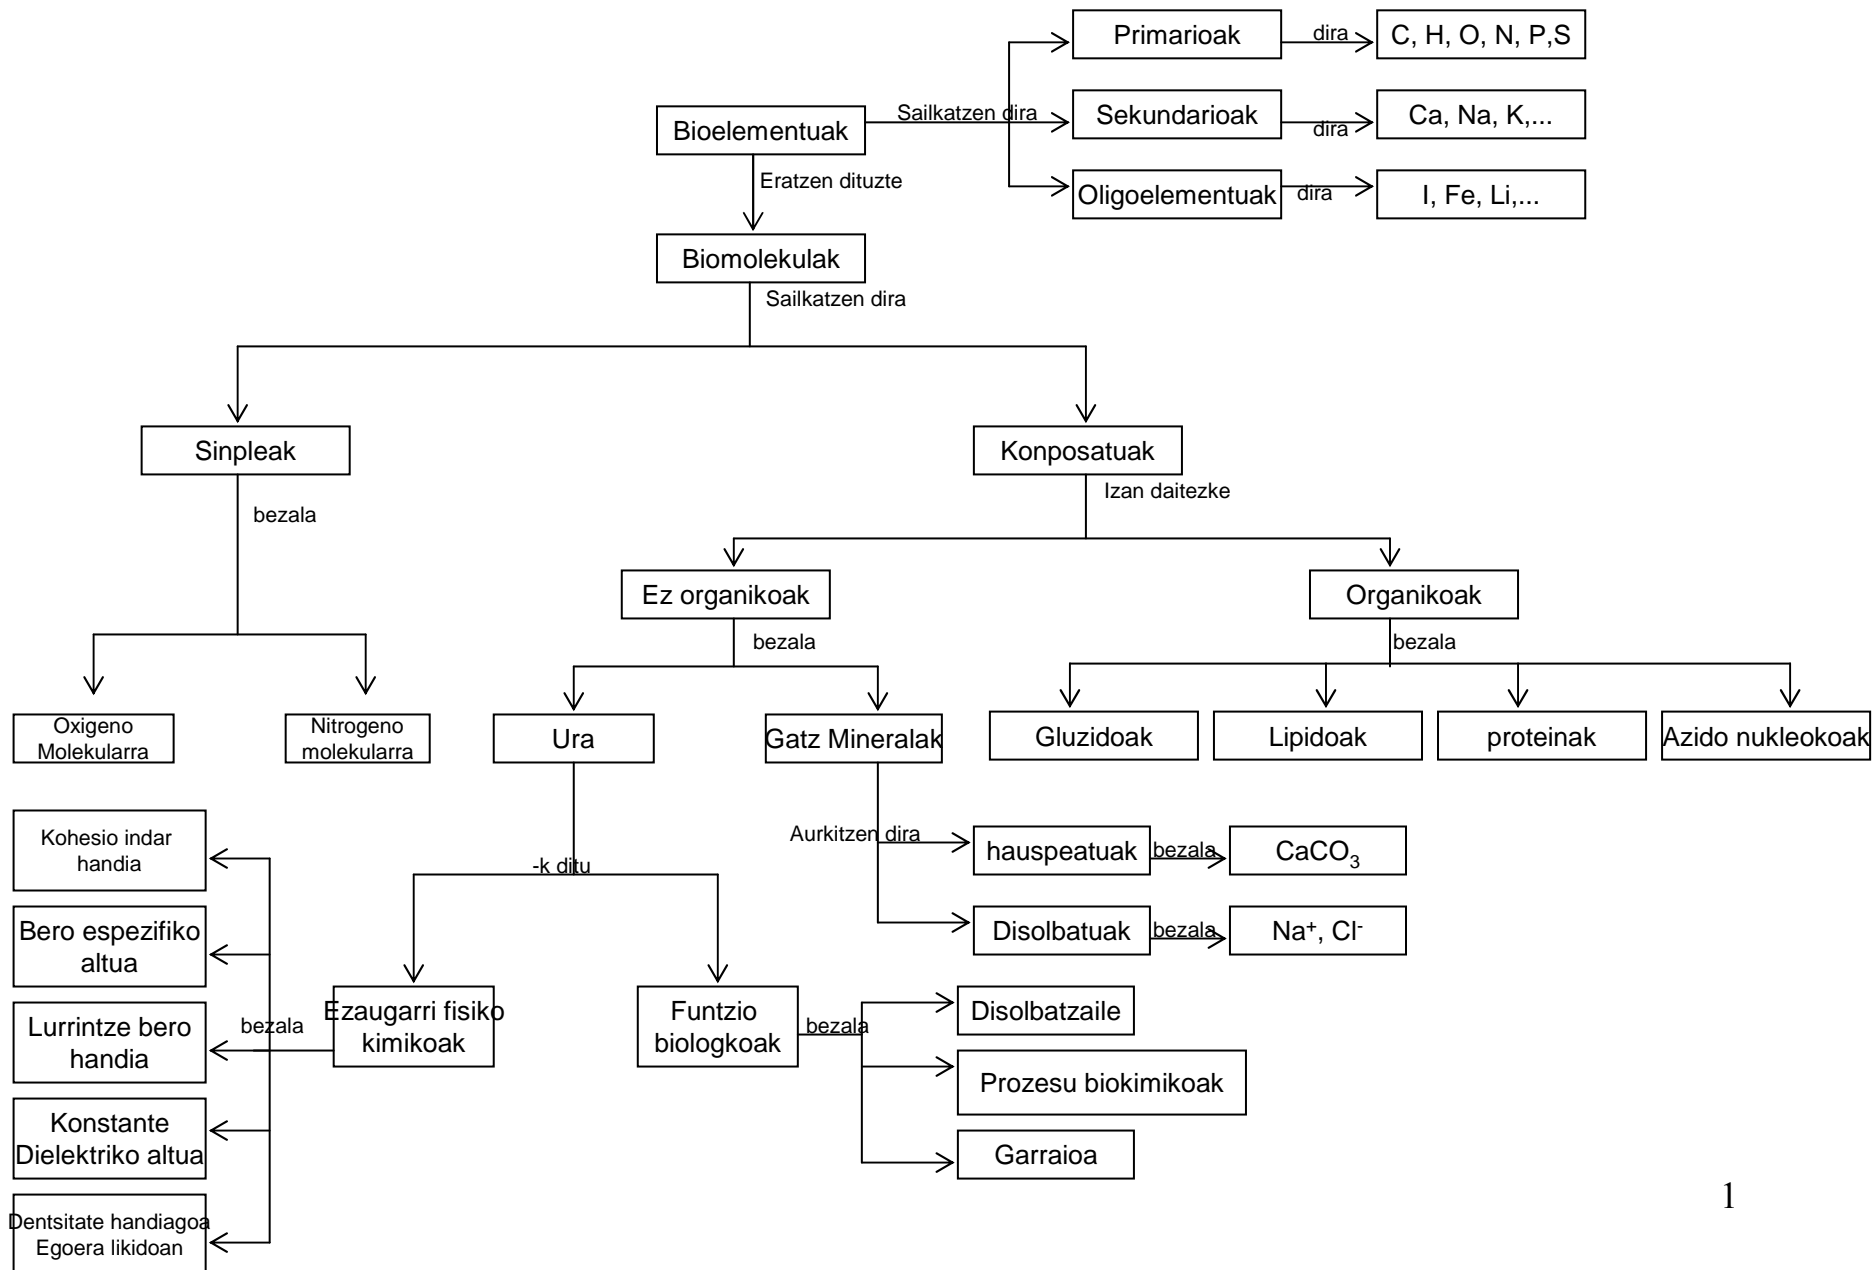 Primarioak
dira
C, H, O, N, P,S
Bioelementuak
Sailkatzen dira
Sekundarioak
dira
Ca, Na, K,...
Eratzen dituzte
Oligoelementuak
dira
I, Fe, Li,...
Biomolekulak
Sailkatzen dira
Sinpleak
Konposatuak
bezala
Izan daitezke
Ez organikoak
Organikoak
bezala
bezala
Oxigeno
Molekularra
Nitrogeno
molekularra
Ura
Gatz Mineralak
Gluzidoak
Lipidoak
proteinak
Azido nukleokoak
Aurkitzen dira
hauspeatuak
bezala
CaCO₃
Disolbatuak
bezala
Na⁺, Cl⁻
-k ditu
Kohesio indar
handia
Bero espezifiko
altua
Lurrintze bero
handia
Konstante
Dielektriko altua
Dentsitate handiagoa
Egoera likidoan
bezala
Ezaugarri fisiko
kimikoak
Funtzio
biologkoak
bezala
Disolbatzaile
Prozesu biokimikoak
Garraioa
1